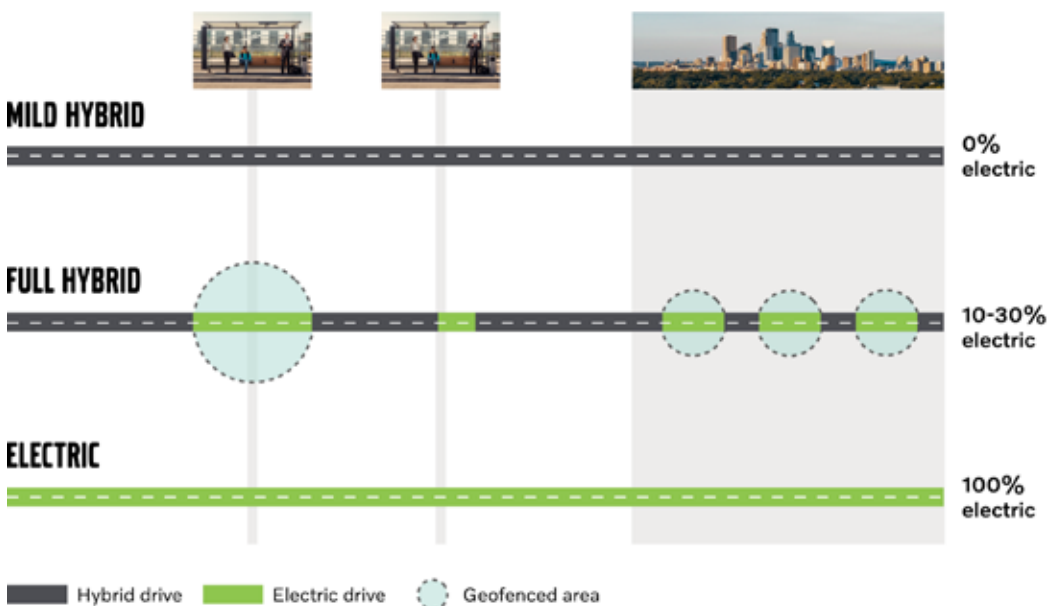 MILD HYBRID
0%
electric
FULL HYBRID
10-30%
electric
ELECTRIC
100%
electric
Hybrid drive
Electric drive
Geofenced area